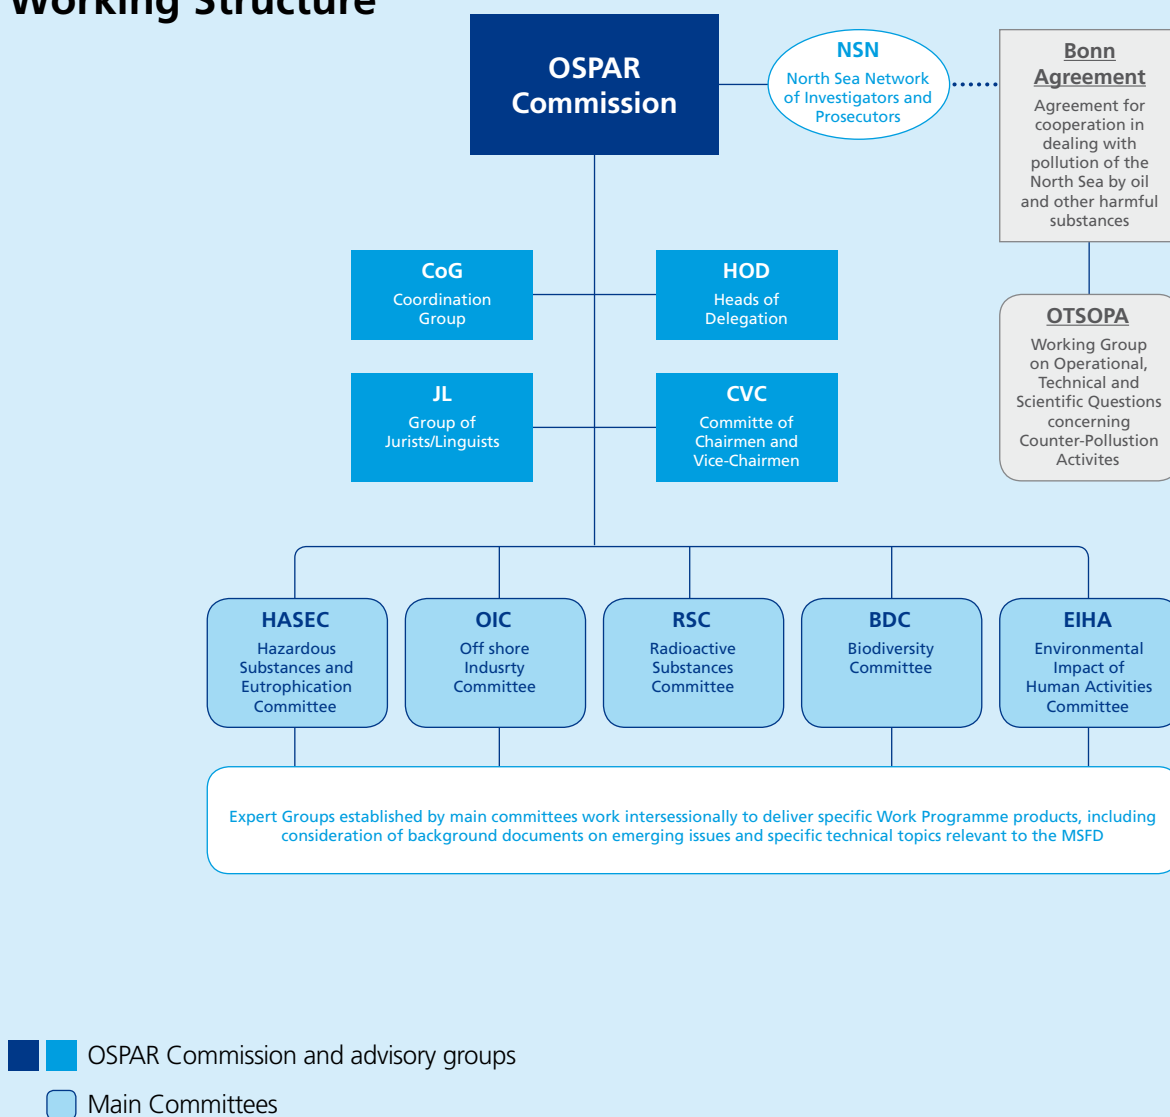 Working Structure
OSPAR
Commission
NSN
North Sea Network
of Investigators and
Prosecutors
Bonn
Agreement
Agreement for
cooperation in
dealing with
pollution of the
North Sea by oil
and other harmful
substances
CoG
Coordination
Group
HOD
Heads of
Delegation
OTSOPA
Working Group
on Operational,
Technical and
Scientific Questions
concerning
Counter-Pollustion
Activites
JL
Group of
Jurists/Linguists
CVC
Committe of
Chairmen and
Vice-Chairmen
HASEC
Hazardous
Substances and
Eutrophication
Committee
OIC
Off shore
Indusrty
Committee
RSC
Radioactive
Substances
Committee
BDC
Biodiversity
Committee
EIHA
Environmental
Impact of
Human Activities
Committee
Expert Groups established by main committees work intersessionally to deliver specific Work Programme products, including
consideration of background documents on emerging issues and specific technical topics relevant to the MSFD
OSPAR Commission and advisory groups
Main Committees